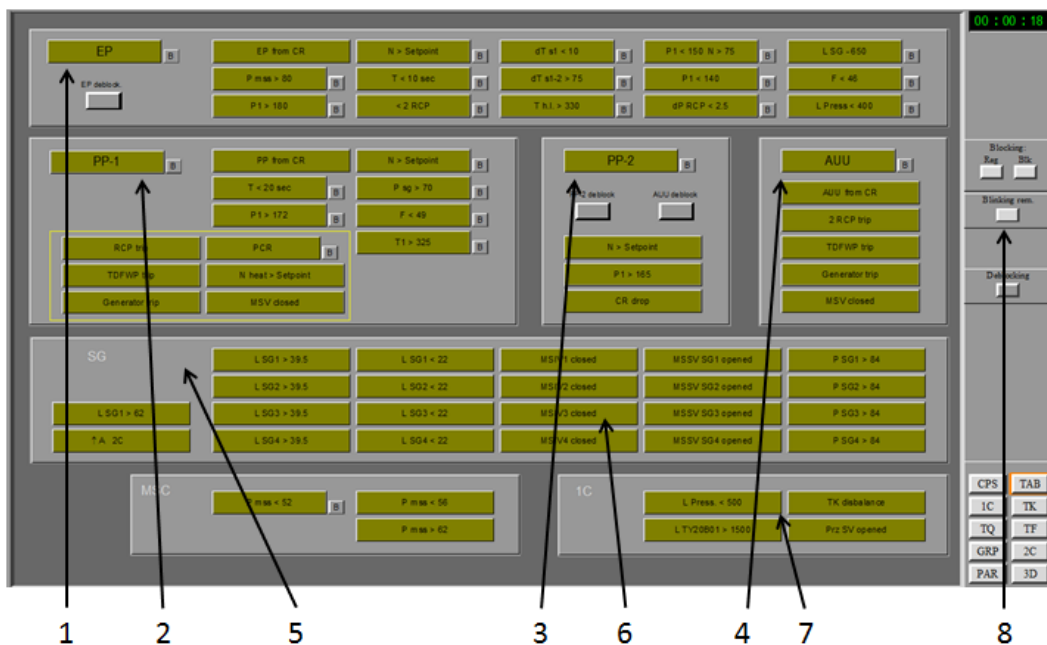 00 : 00 : 18
EP B
EP from CR
N > Setpoint B
dT s1 < 10 B
P1 < 150 N > 75 B
L SG - 650 B
EP deblock.
P mss > 80 B
T < 10 sec B
dT s1-2 > 75 B
P1 < 140 B
F < 46 B
P1 > 180 B
< 2 RCP B
T h.l. > 330 B
dP RCP < 2.5 B
L Press < 400 B
PP-1 B
PP from CR
N > Setpoint B
T < 20 sec B
P sg > 70 B
P1 > 172 B
F < 49 B
T1 > 325 B
RCP trip
PCR B
TDFWP trip
N heat > Setpoint
Generator trip
MSV closed
PP-2 B
deblock
AUU deblock
N > Setpoint
P1 > 165
CR drop
AUU B
AUU from CR
2 RCP trip
TDFWP trip
Generator trip
MSV closed
Blocking:
Reg Blk
Blinking rem.
Deblocking
SG
L SG1 > 39.5
L SG1 < 22
MSIV1 closed
MSSV SG1 opened
P SG1 > 84
L SG2 > 39.5
L SG2 < 22
MSIV2 closed
MSSV SG2 opened
P SG2 > 84
L SG1 > 62
L SG3 > 39.5
L SG3 < 22
MSIV3 closed
MSSV SG3 opened
P SG3 > 84
↑ A. 2C
L SG4 > 39.5
L SG4 < 22
MSIV4 closed
MSSV SG4 opened
P SG4 > 84
MSC
P mss < 52 B
P mss < 56
P mss > 62
1C
L Press. < 500
TK disbalance
L TY20B01 > 1500
Prz SV opened
CPS TAB
1C TK
TQ TF
GRP 2C
PAR 3D
1 2 5 3 6 4 7 8